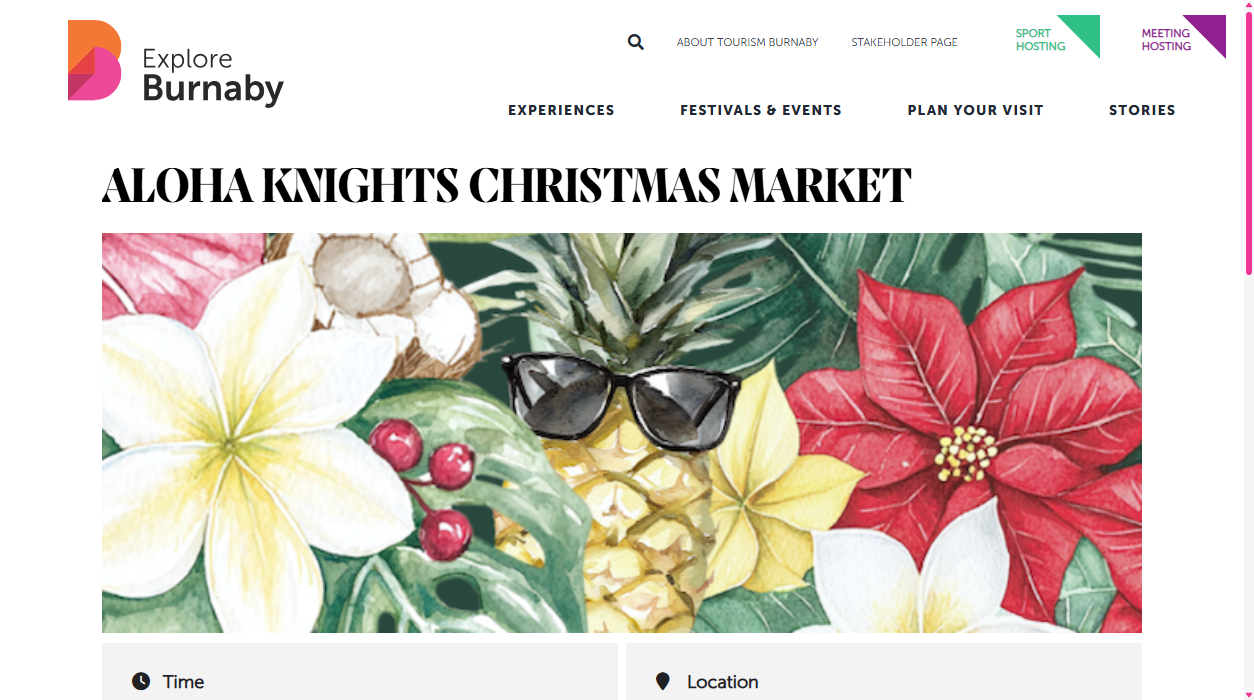 Explore
Burnaby
ABOUT TOURISM BURNABY
STAKEHOLDER PAGE
SPORT
HOSTING
MEETING
HOSTING
EXPERIENCES
FESTIVALS & EVENTS
PLAN YOUR VISIT
STORIES
ALOHA KNIGHTS CHRISTMAS MARKET
Time
Location